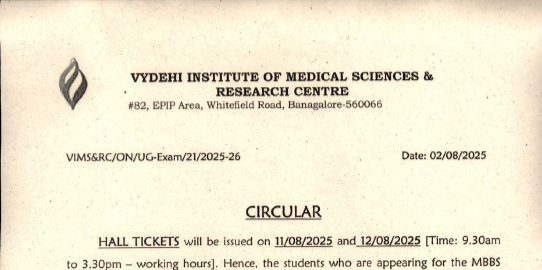 VYDEHI INSTITUTE OF MEDICAL SCIENCES &
RESEARCH CENTRE
#82, EPIP Area, Whitefield Road, Banagalore-560066
VIMS&RC/ON/UG-Exam/21/2025-26
Date: 02/08/2025
CIRCULAR
HALL TICKETS will be issued on 11/08/2025 and 12/08/2025 [Time: 9.30am
to 3.30pm – working hours]. Hence, the students who are appearing for the MBBS